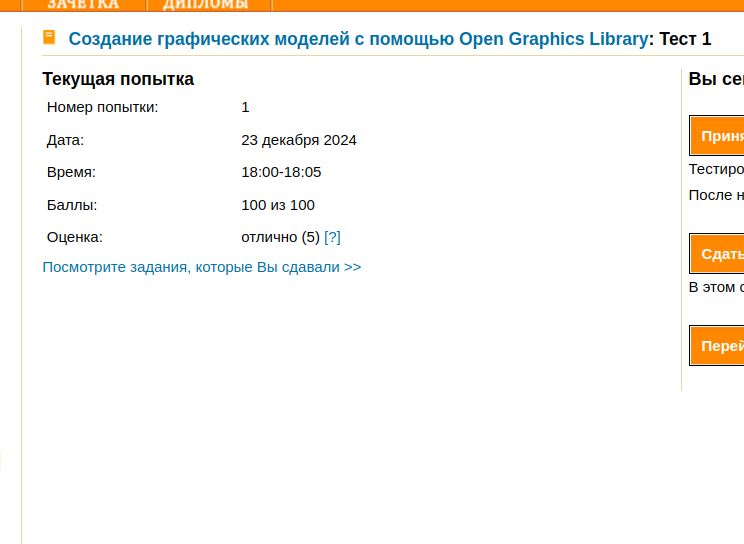 ЗАЧЕТКА ДИПЛОМЫ
Создание графических моделей с помощью Open Graphics Library: Тест 1
Текущая попытка
Номер попытки: 1
Дата: 23 декабря 2024
Время: 18:00-18:05
Баллы: 100 из 100
Оценка: отлично (5) [?]
Посмотрите задания, которые Вы сдавали >>
Вы се
Приня
Тестиро
После н
Сдать
В этом
Перей